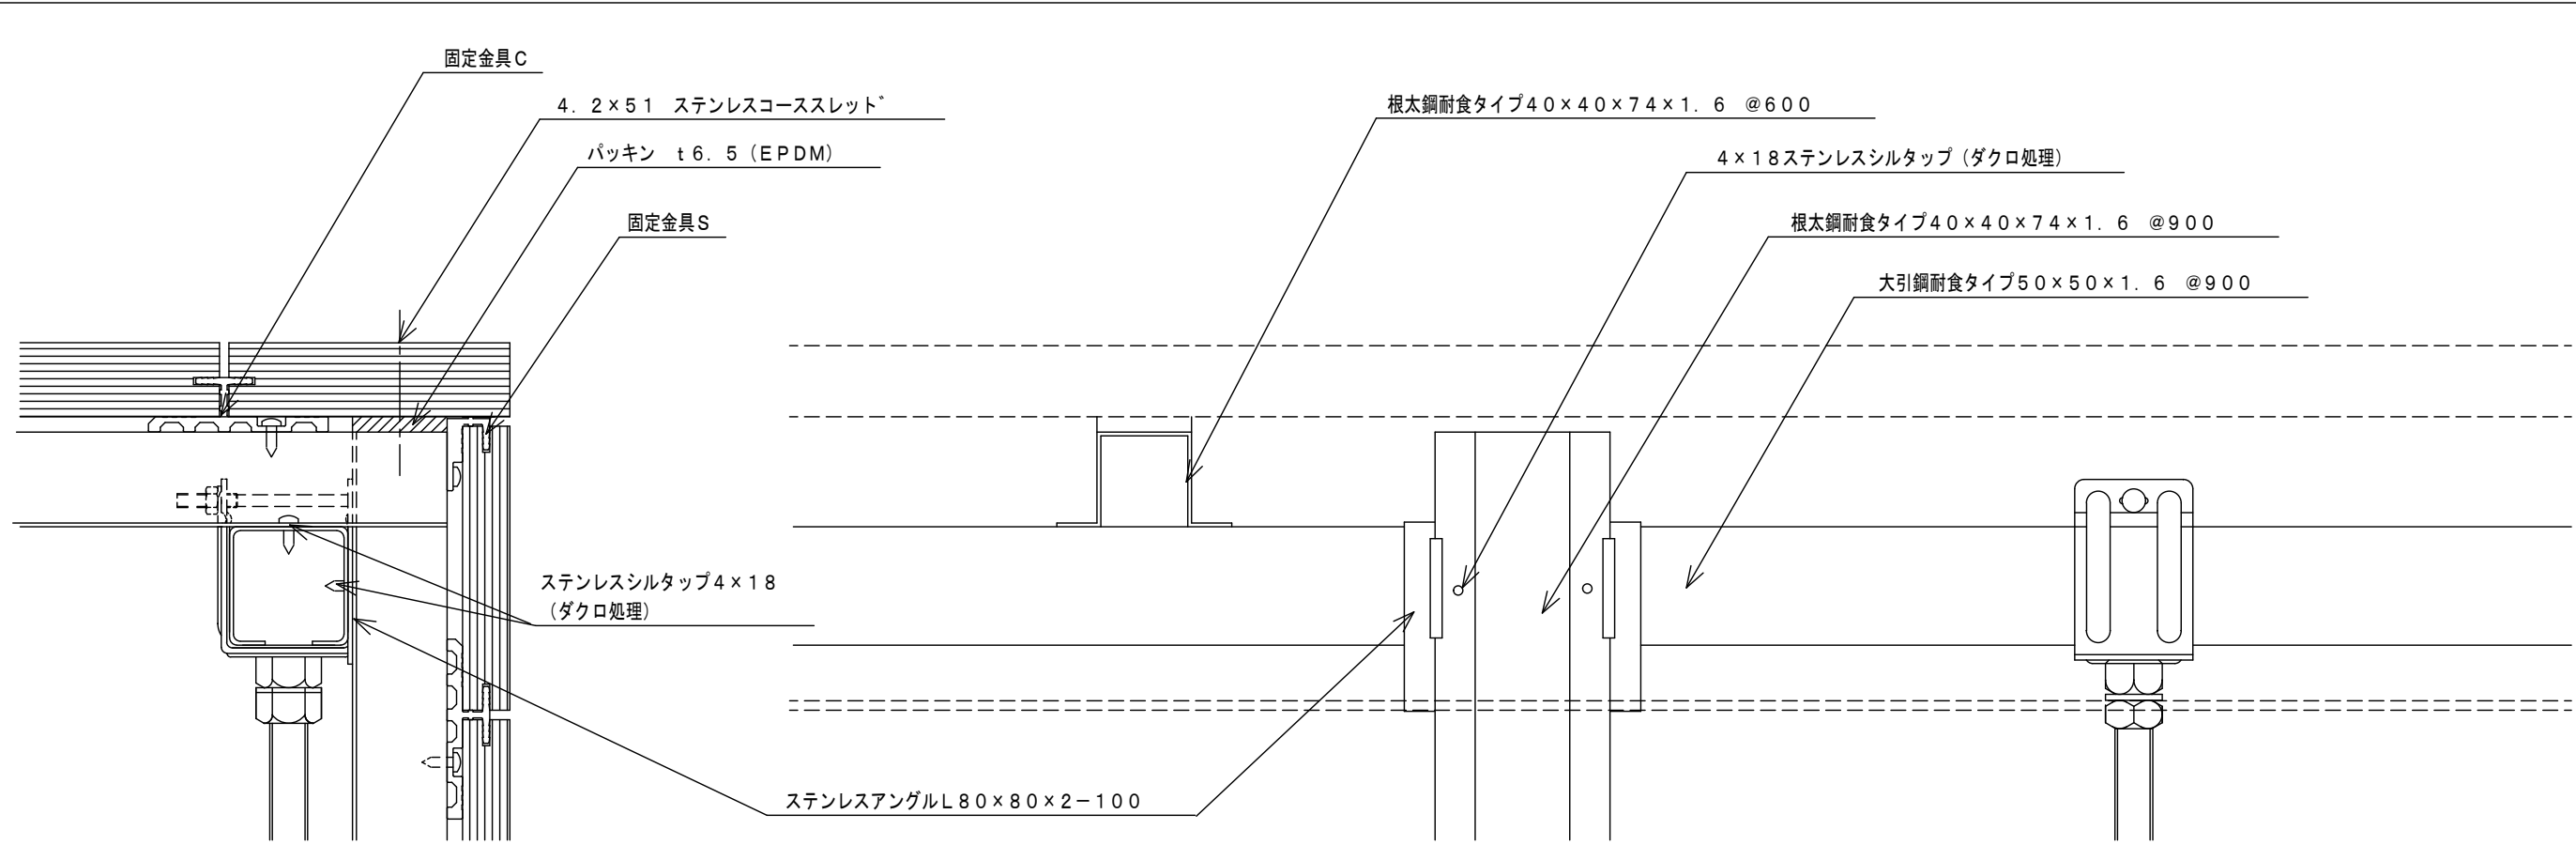 固定金具C
4.2×51 ステンレスコーススレッド
パッキン t6.5(EPDM)
固定金具S
根太鋼耐食タイプ40×40×74×1.6 @600
4×18ステンレスシルタップ(ダクロ処理)
根太鋼耐食タイプ40×40×74×1.6 @900
大引鋼耐食タイプ50×50×1.6 @900
ステンレスシルタップ4×18
(ダクロ処理)
ステンレスアングルL80×80×2−100